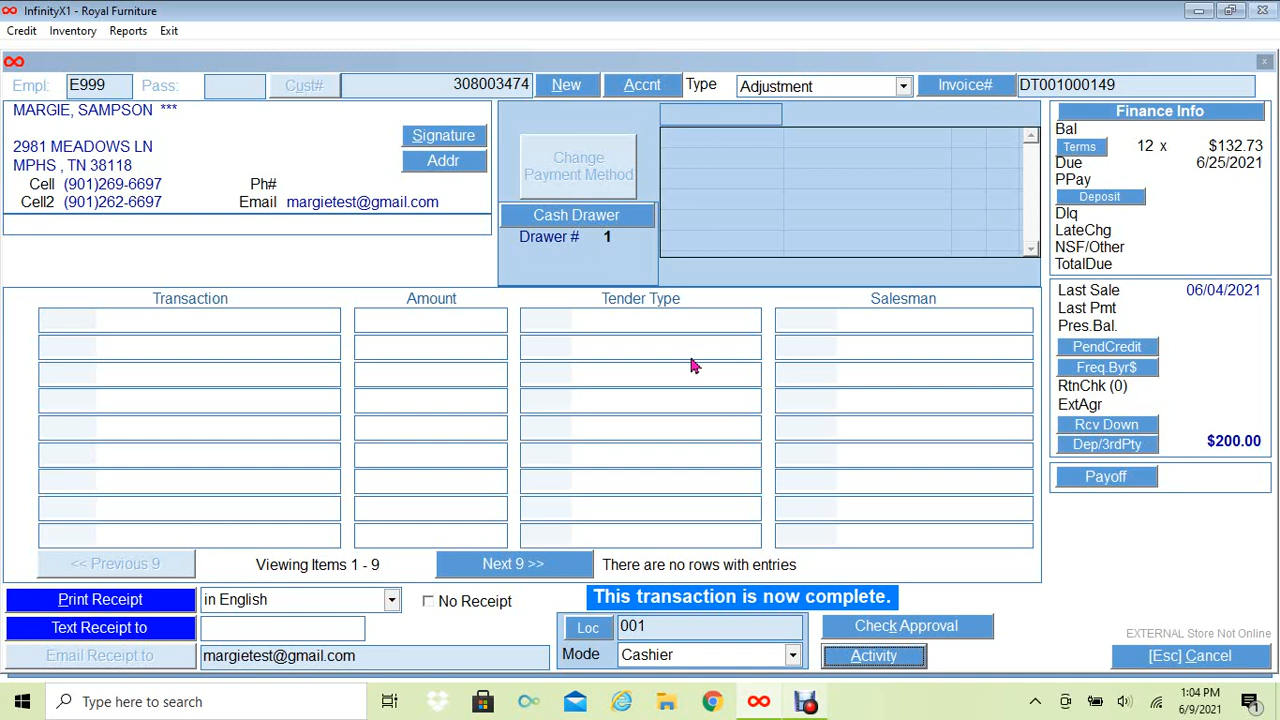 InfinityX1 - Royal Furniture
Credit Inventory Reports Exit
Empl: E999 Pass: Cust# 308003474 New Accnt Type Adjustment Invoice# DT001000149
MARGIE, SAMPSON ***
2981 MEADOWS LN
MPHS , TN 38118
Cell (901)269-6697 Ph#
Cell2 (901)262-6697 Email margietest@gmail.com
Signature
Addr
Change
Payment Method
Cash Drawer
Drawer # 1
Finance Info
Bal
Terms 12 x $132.73
Due 6/25/2021
PPay
Deposit
Dlq
LateChg
NSF/Other
TotalDue
Last Sale 06/04/2021
Last Pmt
Pres.Bal.
PendCredit
Freq.Byr$
RtnChk (0)
ExtAgr
Rcv Down
Dep/3rdPty $200.00
Payoff
Transaction Amount Tender Type Salesman
<< Previous 9 Viewing Items 1 - 9 Next 9 >> There are no rows with entries
Print Receipt in English No Receipt This transaction is now complete.
Text Receipt to Loc 001 Check Approval
EXTERNAL Store Not Online
Email Receipt to margietest@gmail.com Mode Cashier Activity [Esc] Cancel
Type here to search
1:04 PM
6/9/2021
1